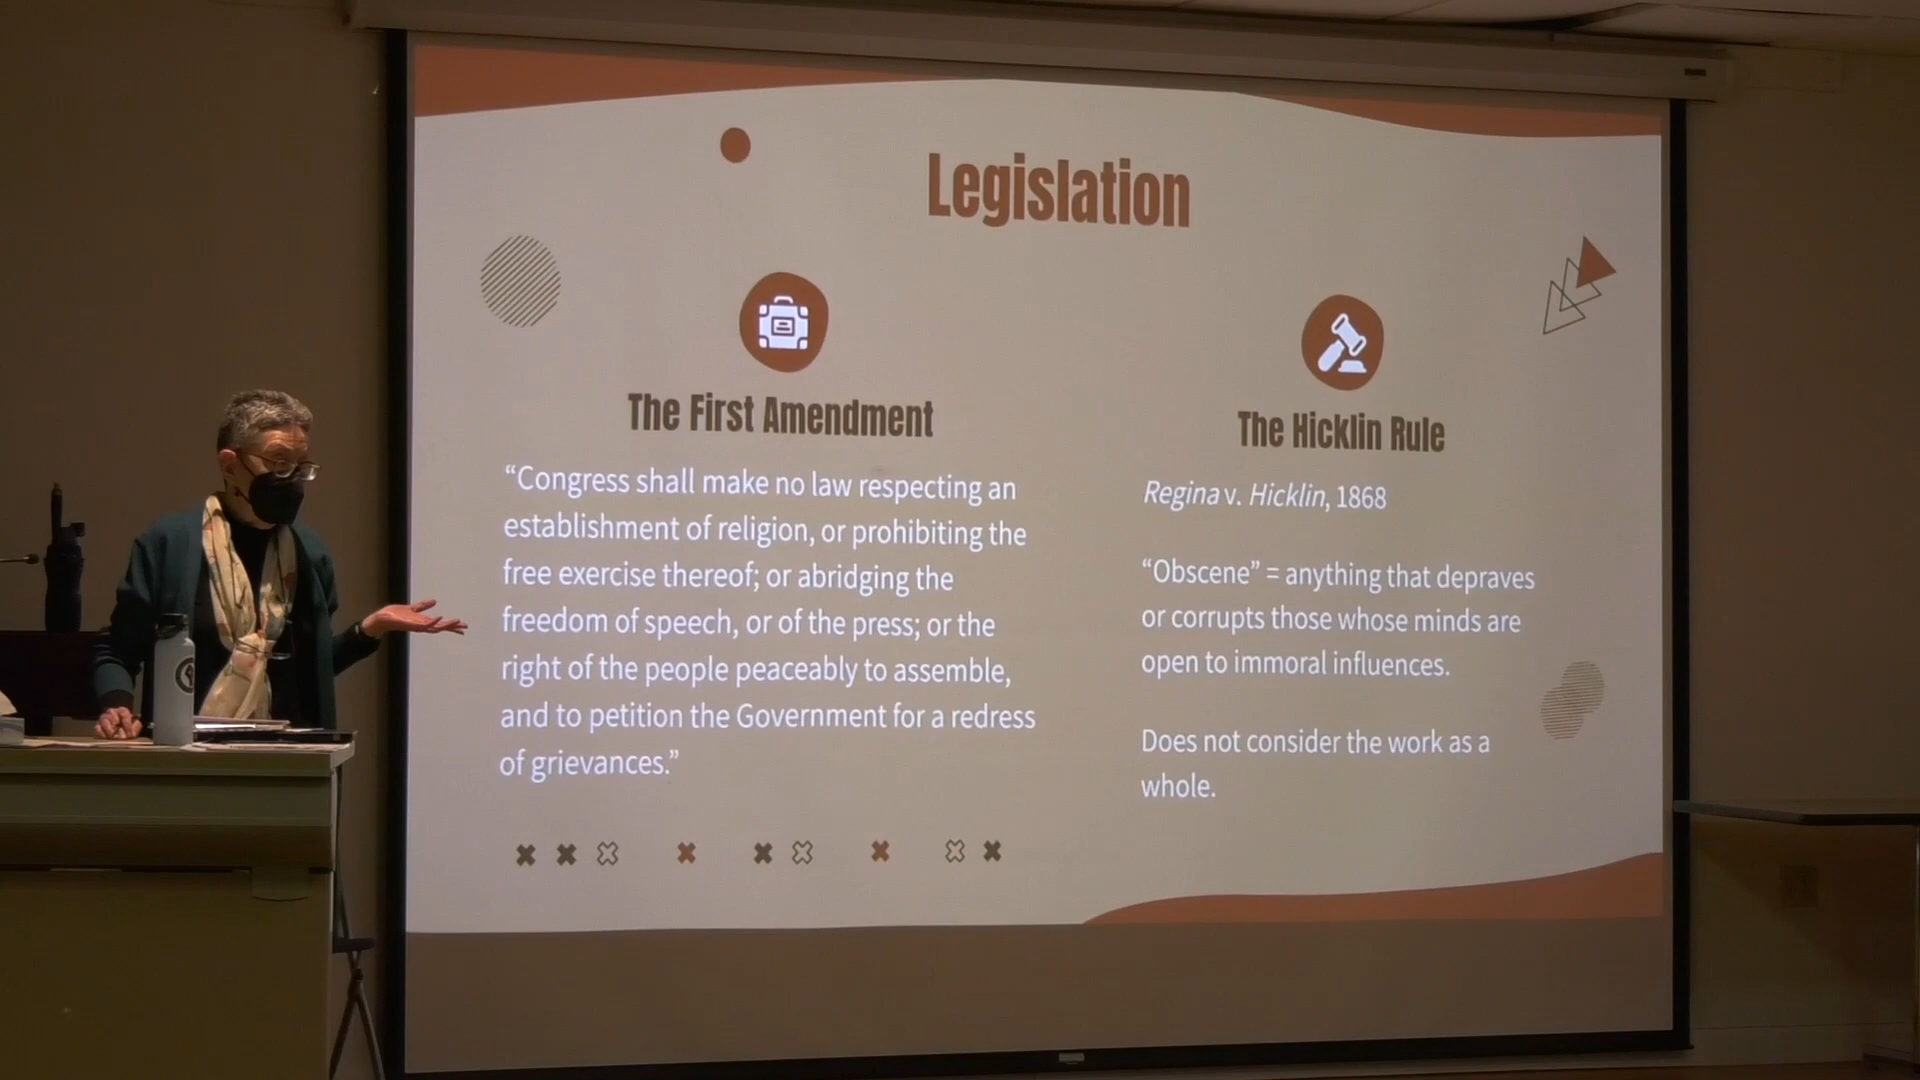 Legislation
The First Amendment
“Congress shall make no law respecting an
establishment of religion, or prohibiting the
free exercise thereof; or abridging the
freedom of speech, or of the press; or the
right of the people peaceably to assemble,
and to petition the Government for a redress
of grievances.”
The Hicklin Rule
Regina v. Hicklin, 1868
“Obscene” = anything that depraves
or corrupts those whose minds are
open to immoral influences.
Does not consider the work as a
whole.